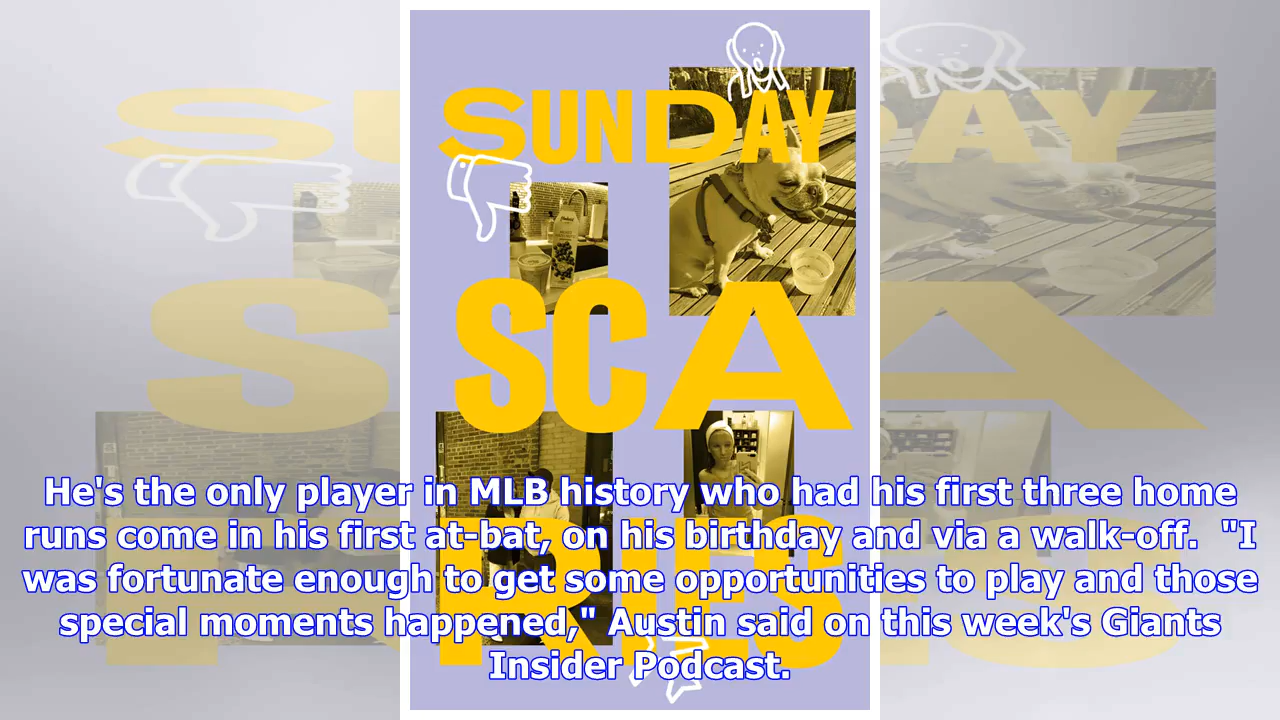 SUNDAY
SCA
RIES
He's the only player in MLB history who had his first three home
runs come in his first at-bat, on his birthday and via a walk-off.  "I
was fortunate enough to get some opportunities to play and those
special moments happened," Austin said on this week's Giants
Insider Podcast.